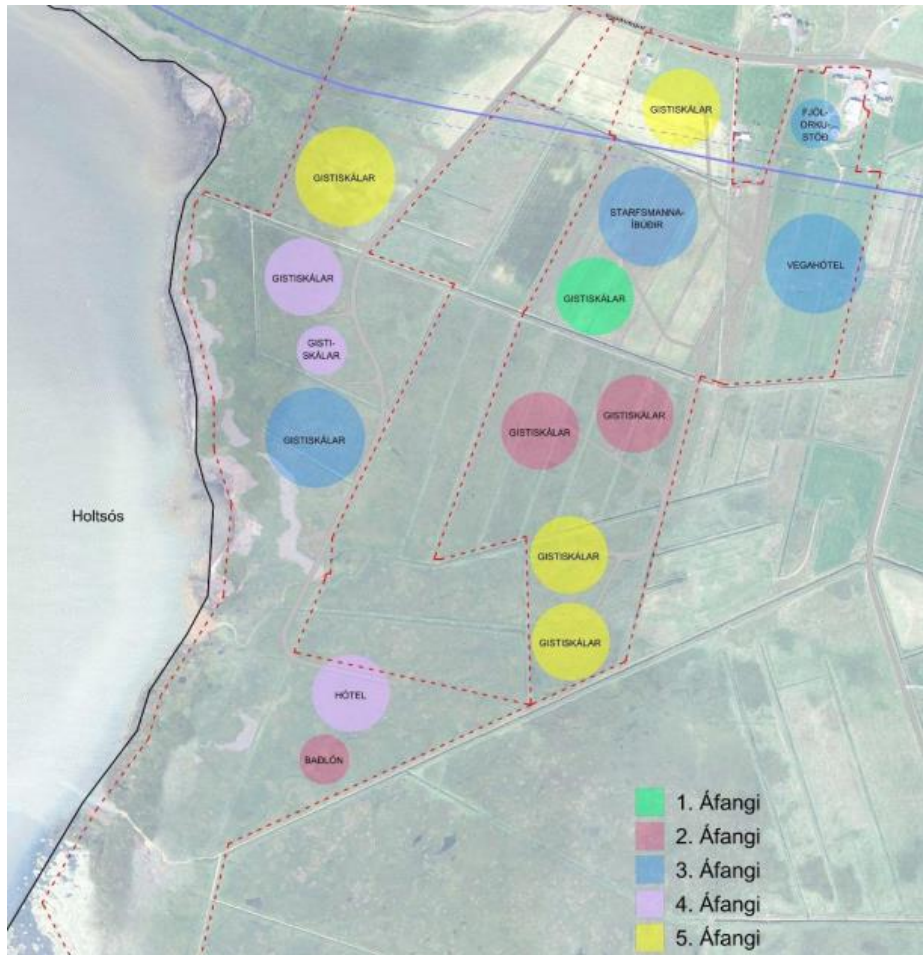 GISTISKÁLAR
FJÖL-
ORKU-
STÖÐ
GISTISKÁLAR
STARFSMANNA-
ÍBÚÐIR
VEGAHÓTEL
GISTISKÁLAR
GISTISKÁLAR
GISTI-
SKÁLAR
GISTISKÁLAR
GISTISKÁLAR
GISTISKÁLAR
Holtsós
GISTISKÁLAR
GISTISKÁLAR
HÓTEL
BAÐLÓN
1. Áfangi
2. Áfangi
3. Áfangi
4. Áfangi
5. Áfangi